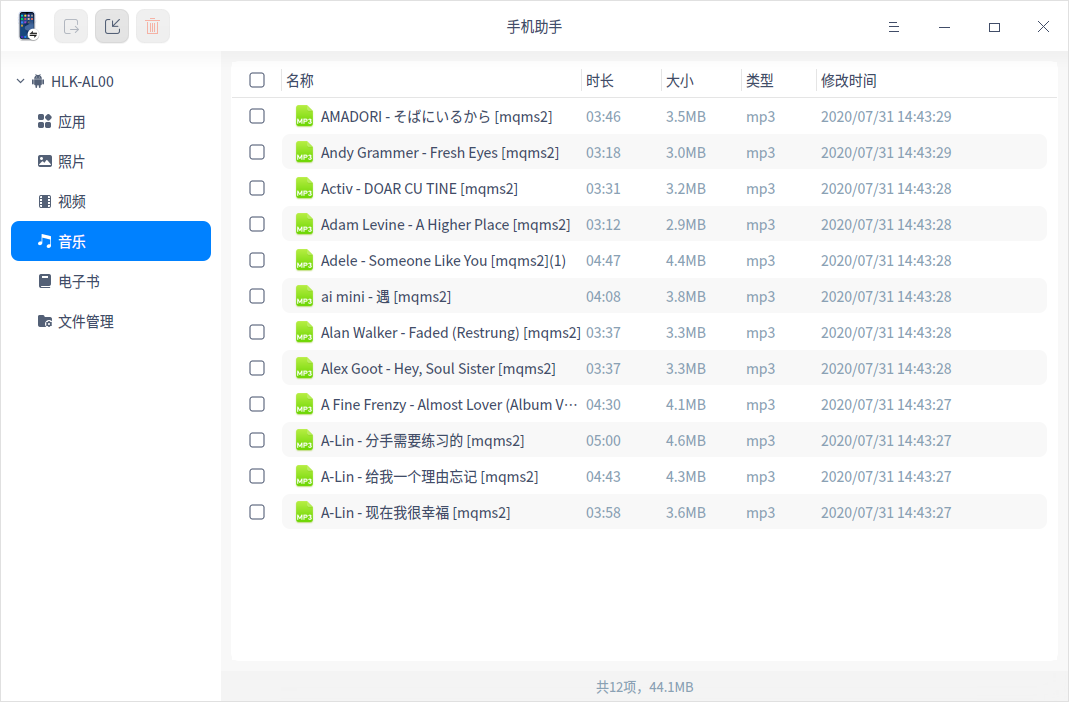 手机助手
HLK-AL00
应用
照片
视频
音乐
电子书
文件管理
名称 时长 大小 类型 修改时间
AMADORI - そばにいるから [mqms2] 03:46 3.5MB mp3 2020/07/31 14:43:29
Andy Grammer - Fresh Eyes [mqms2] 03:18 3.0MB mp3 2020/07/31 14:43:29
Activ - DOAR CU TINE [mqms2] 03:31 3.2MB mp3 2020/07/31 14:43:28
Adam Levine - A Higher Place [mqms2] 03:12 2.9MB mp3 2020/07/31 14:43:28
Adele - Someone Like You [mqms2](1) 04:47 4.4MB mp3 2020/07/31 14:43:28
ai mini - 遇 [mqms2] 04:08 3.8MB mp3 2020/07/31 14:43:28
Alan Walker - Faded (Restrung) [mqms2] 03:37 3.3MB mp3 2020/07/31 14:43:28
Alex Goot - Hey, Soul Sister [mqms2] 03:37 3.3MB mp3 2020/07/31 14:43:28
A Fine Frenzy - Almost Lover (Album V… 04:30 4.1MB mp3 2020/07/31 14:43:27
A-Lin - 分手需要练习的 [mqms2] 05:00 4.6MB mp3 2020/07/31 14:43:27
A-Lin - 给我一个理由忘记 [mqms2] 04:43 4.3MB mp3 2020/07/31 14:43:27
A-Lin - 现在我很幸福 [mqms2] 03:58 3.6MB mp3 2020/07/31 14:43:27
共12项，44.1MB